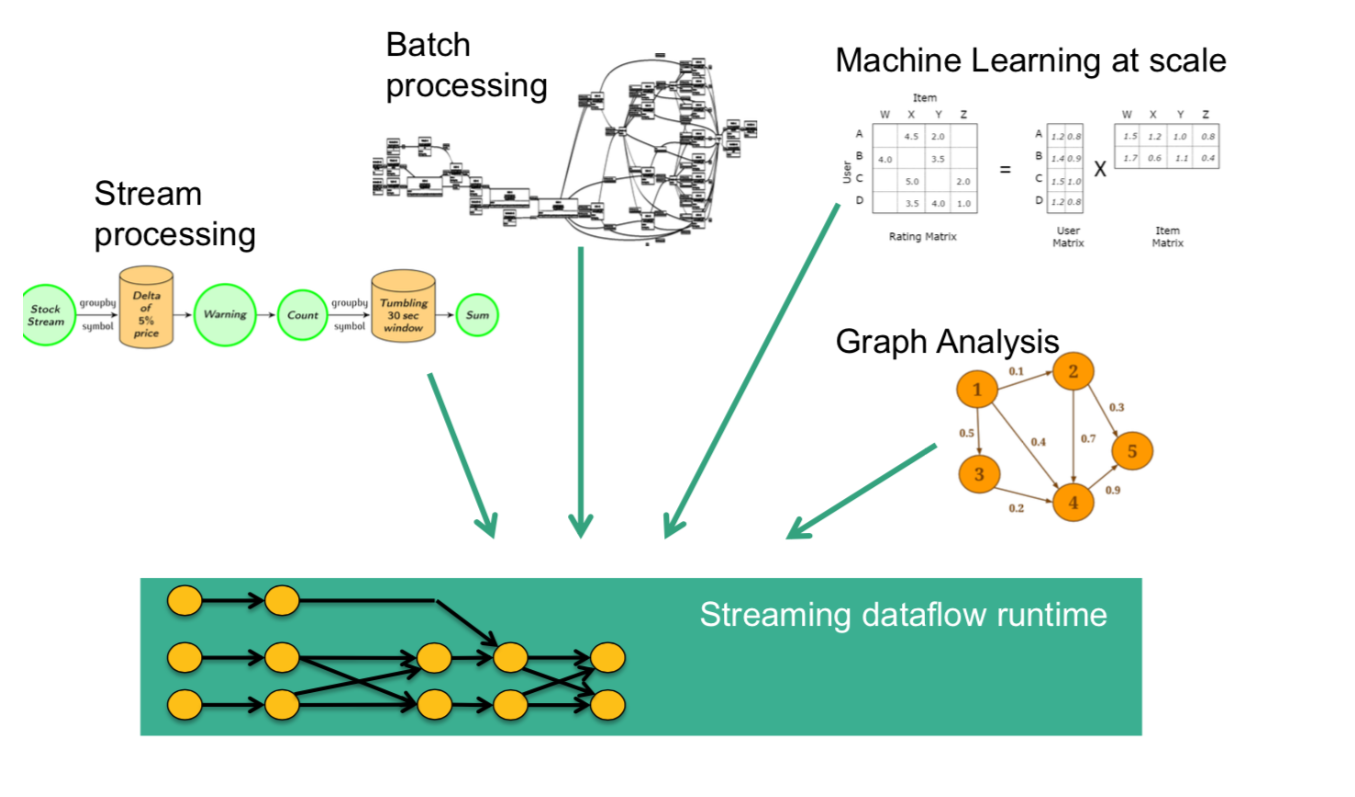 Batch
processing
Machine Learning at scale
Item
W X Y Z
User
A 4.5 2.0
B 4.0 3.5
C 5.0 2.0
D 3.5 4.0 1.0
Rating Matrix
=
A 1.2 0.8
B 1.4 0.9
C 1.5 1.0
D 1.2 0.8
User
Matrix
X
W X Y Z
1.5 1.2 1.0 0.8
1.7 0.6 1.1 0.4
Item
Matrix
Stream
processing
Stock
Stream
groupby
symbol
Delta
of
5%
price
Warning
Count
groupby
symbol
Tumbling
30 sec
window
Sum
Graph Analysis
1
2
3
4
5
0.1
0.3
0.5
0.4
0.7
0.9
0.2
Streaming dataflow runtime